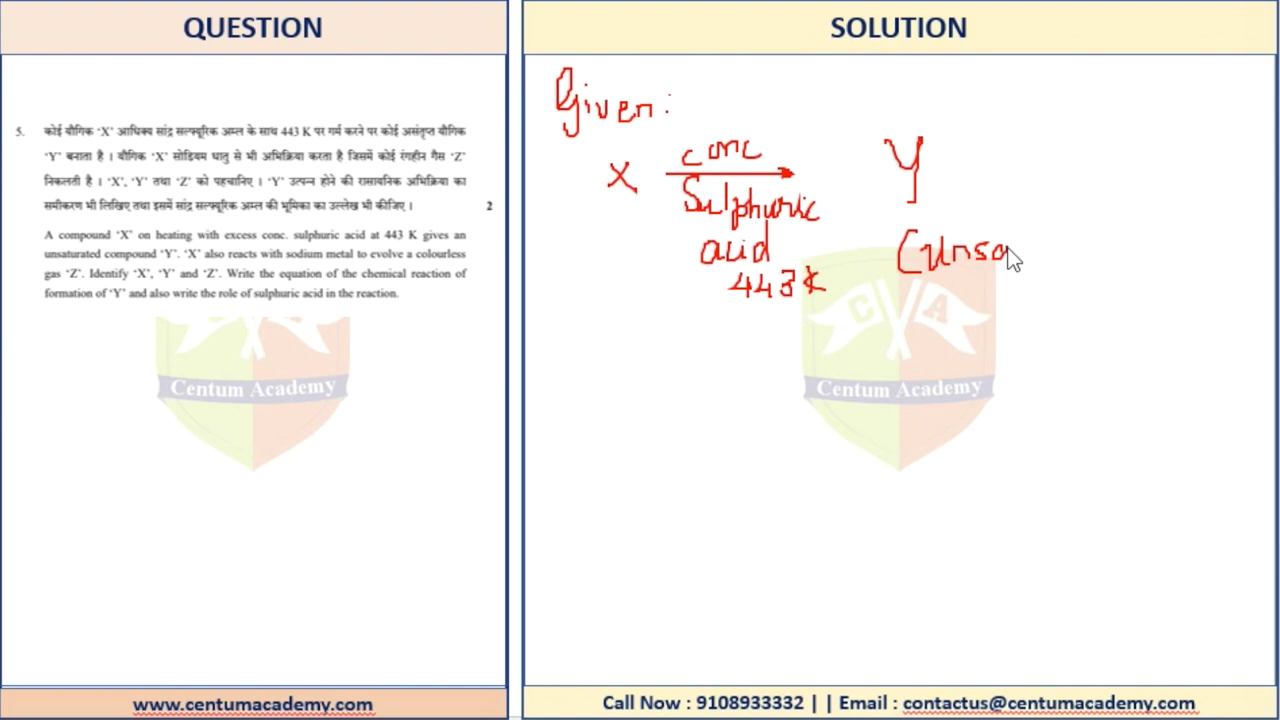 QUESTION
SOLUTION
5. कोई यौगिक ‘X’ आधिक्य सांद्र सल्फ्यूरिक अम्ल के साथ 443 K पर गर्म करने पर कोई असंतृप्त यौगिक
‘Y’ बनाता है । यौगिक ‘X’ सोडियम धातु से भी अभिक्रिया करता है जिसमें कोई रंगहीन गैस ‘Z’
निकलती है । ‘X’, ‘Y’ तथा ‘Z’ को पहचानिए । ‘Y’ उत्पन्न होने की रासायनिक अभिक्रिया का
समीकरण भी लिखिए तथा इसमें सांद्र सल्फ्यूरिक अम्ल की भूमिका का उल्लेख भी कीजिए । 2
A compound ‘X’ on heating with excess conc. sulphuric acid at 443 K gives an
unsaturated compound ‘Y’. ‘X’ also reacts with sodium metal to evolve a colourless
gas ‘Z’. Identify ‘X’, ‘Y’ and ‘Z’. Write the equation of the chemical reaction of
formation of ‘Y’ and also write the role of sulphuric acid in the reaction.
Centum Academy
Given:
X conc Y
Sulphuric
acid (Unsa
443 K
C A
Centum Academy
www.centumacademy.com
Call Now : 9108933332 | | Email : contactus@centumacademy.com